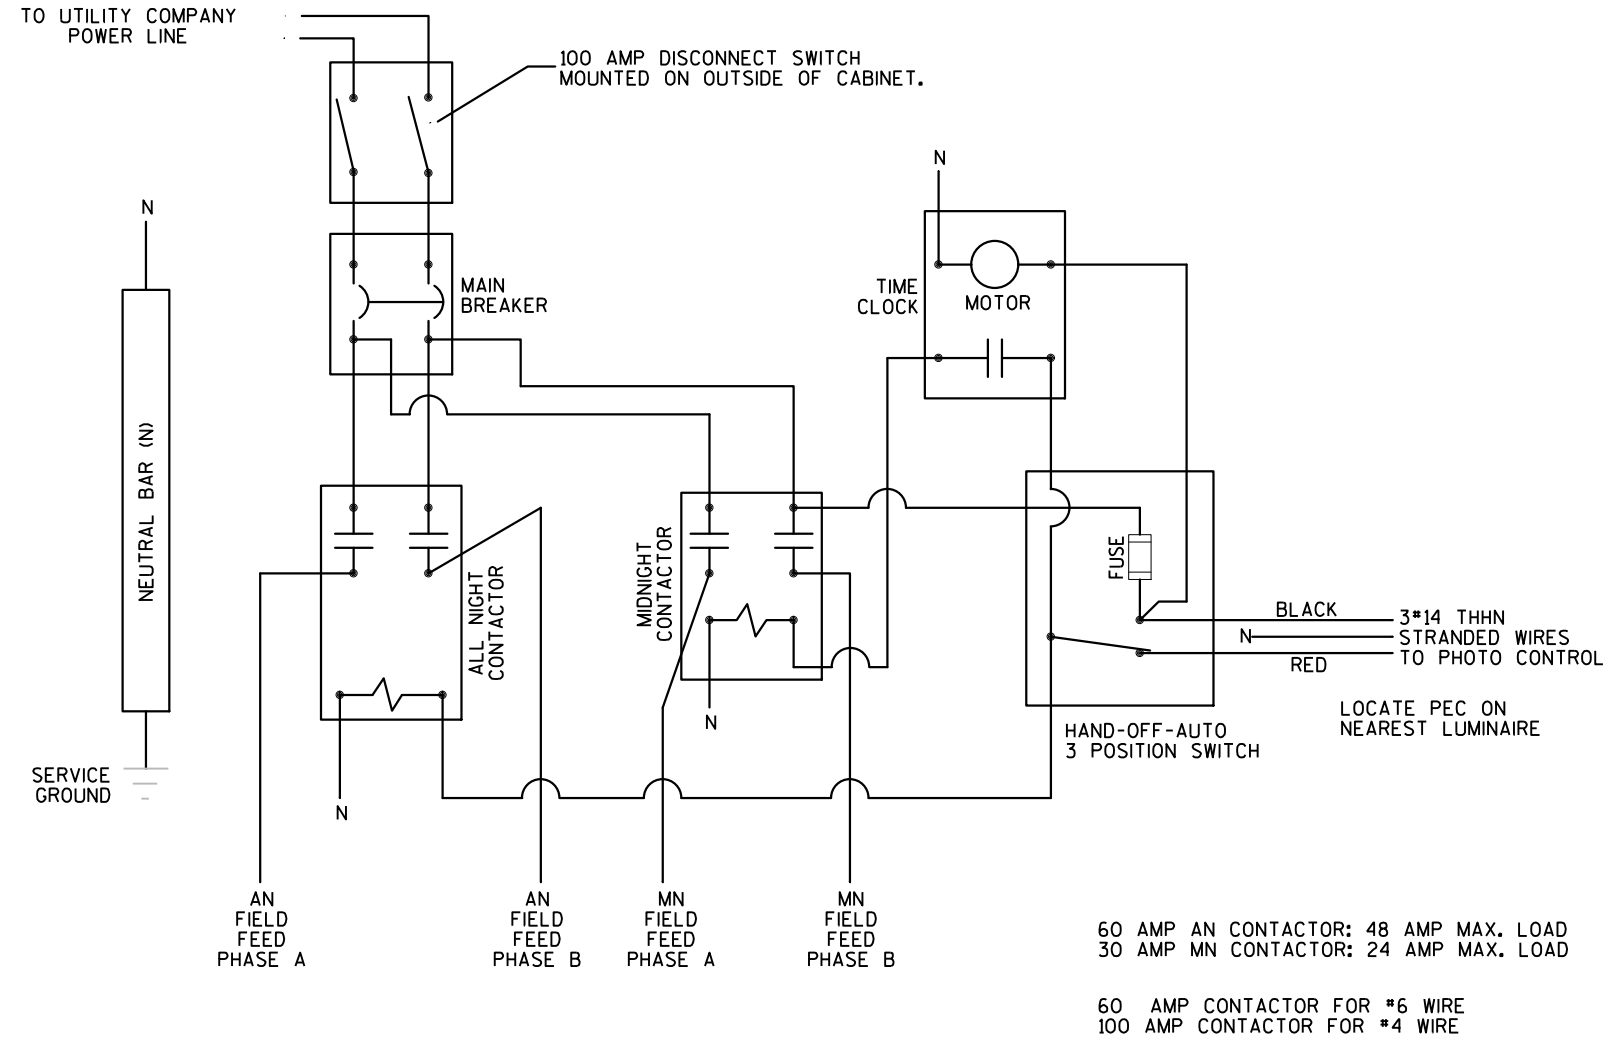 TO UTILITY COMPANY
POWER LINE
100 AMP DISCONNECT SWITCH
MOUNTED ON OUTSIDE OF CABINET.
N
N
MAIN
BREAKER
TIME
CLOCK
MOTOR
NEUTRAL BAR (N)
ALL NIGHT
CONTACTOR
MIDNIGHT
CONTACTOR
FUSE
BLACK
N
RED
3#14 THHN
STRANDED WIRES
TO PHOTO CONTROL
LOCATE PEC ON
NEAREST LUMINAIRE
HAND-OFF-AUTO
3 POSITION SWITCH
N
N
SERVICE
GROUND
AN
FIELD
FEED
PHASE A
AN
FIELD
FEED
PHASE B
MN
FIELD
FEED
PHASE A
MN
FIELD
FEED
PHASE B
60 AMP AN CONTACTOR: 48 AMP MAX. LOAD
30 AMP MN CONTACTOR: 24 AMP MAX. LOAD
60 AMP CONTACTOR FOR #6 WIRE
100 AMP CONTACTOR FOR #4 WIRE